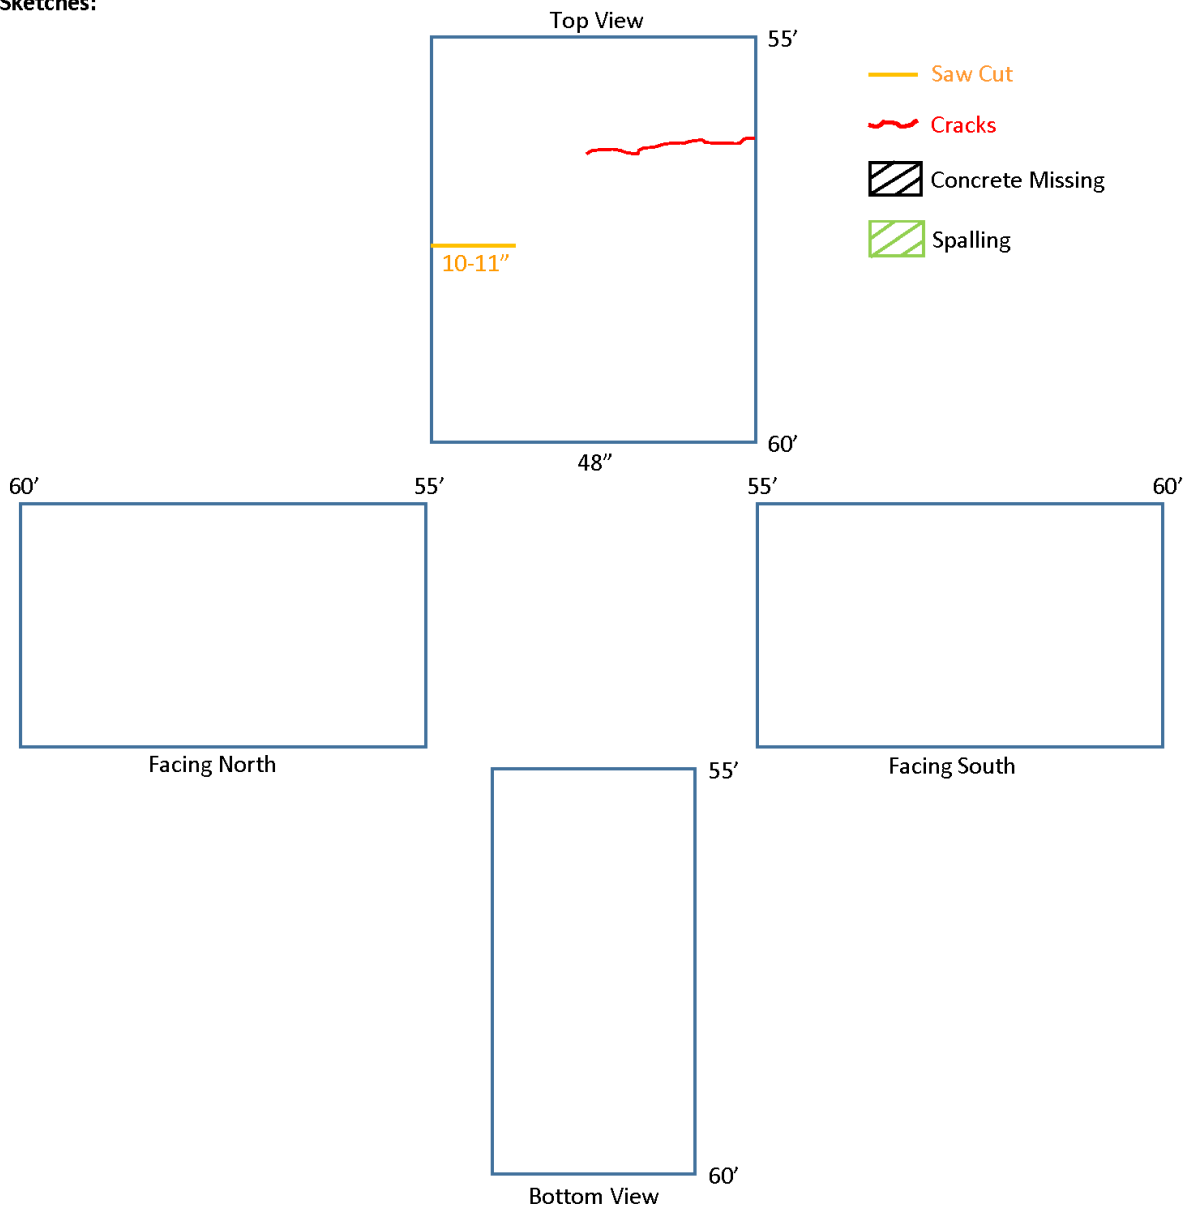 Sketches:
Top View
55’
Saw Cut
Cracks
Concrete Missing
Spalling
10-11”
60’
48”
60’
55’
55’
60’
Facing North
Facing South
55’
60’
Bottom View